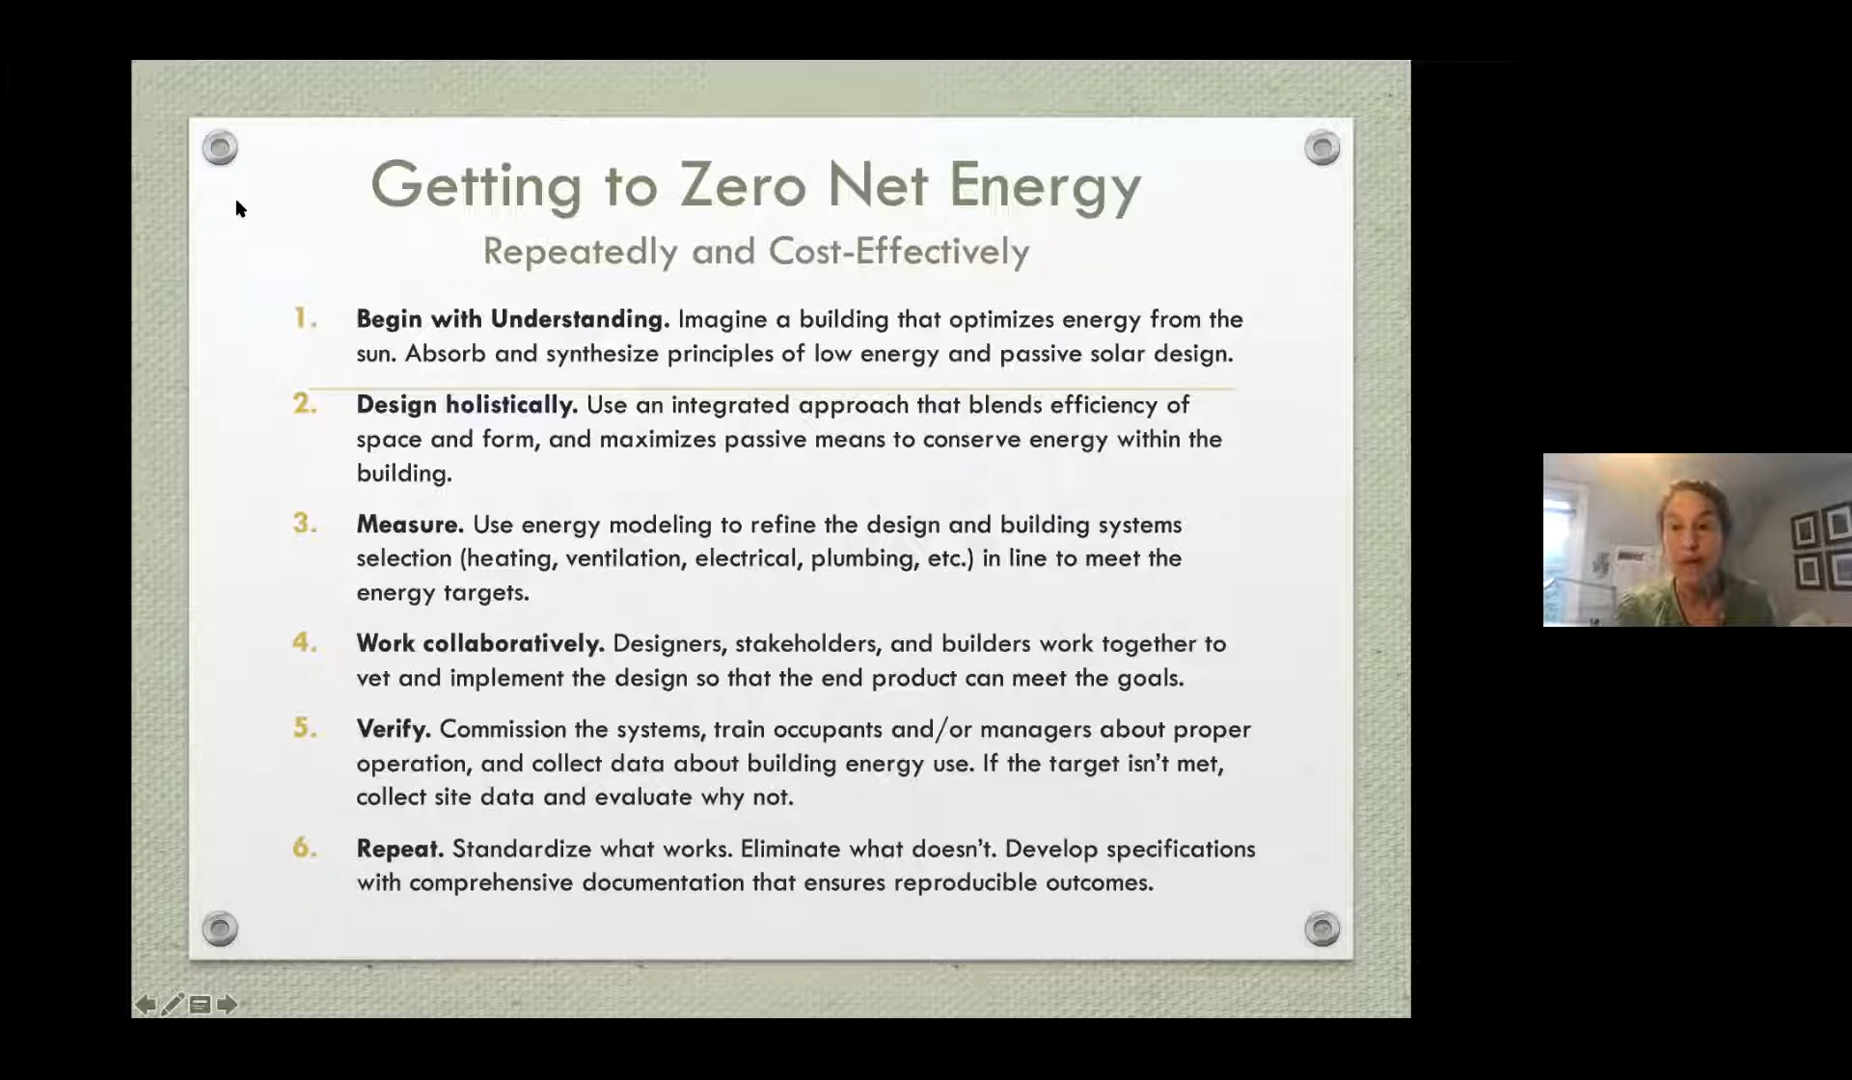 Getting to Zero Net Energy
Repeatedly and Cost-Effectively
1. Begin with Understanding. Imagine a building that optimizes energy from the
sun. Absorb and synthesize principles of low energy and passive solar design.
2. Design holistically. Use an integrated approach that blends efficiency of
space and form, and maximizes passive means to conserve energy within the
building.
3. Measure. Use energy modeling to refine the design and building systems
selection (heating, ventilation, electrical, plumbing, etc.) in line to meet the
energy targets.
4. Work collaboratively. Designers, stakeholders, and builders work together to
vet and implement the design so that the end product can meet the goals.
5. Verify. Commission the systems, train occupants and/or managers about proper
operation, and collect data about building energy use. If the target isn't met,
collect site data and evaluate why not.
6. Repeat. Standardize what works. Eliminate what doesn't. Develop specifications
with comprehensive documentation that ensures reproducible outcomes.